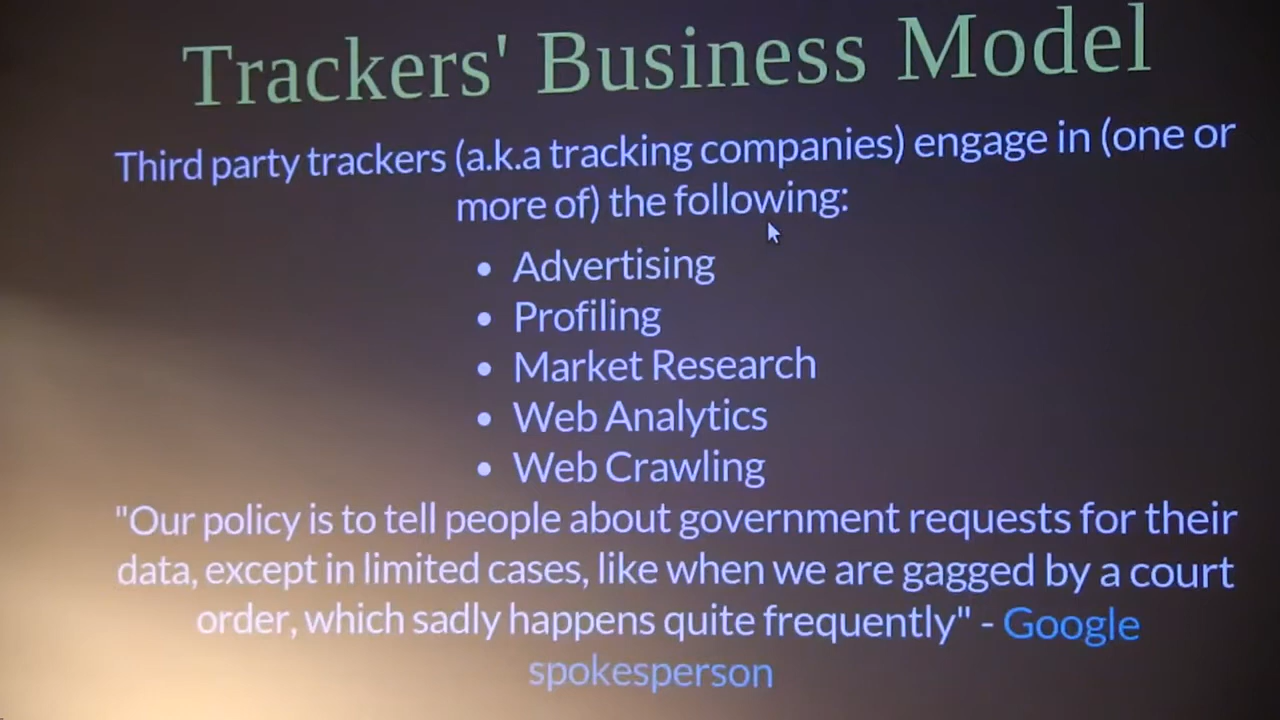 Trackers' Business Model
Third party trackers (a.k.a tracking companies) engage in (one or
more of) the following:
• Advertising
• Profiling
• Market Research
• Web Analytics
• Web Crawling
"Our policy is to tell people about government requests for their
data, except in limited cases, like when we are gagged by a court
order, which sadly happens quite frequently" - Google
spokesperson